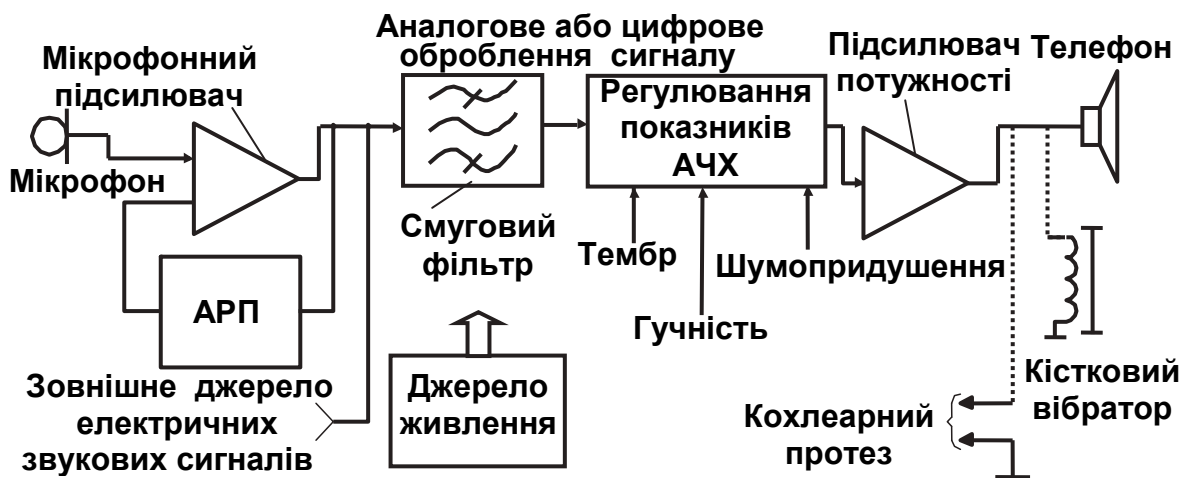 Аналогове або цифрове
оброблення сигналу
Мікрофонний
підсилювач
Підсилювач
потужності
Телефон
Регулювання
показників
АЧХ
Мікрофон
Смуговий
фільтр
Тембр
Шумопридушення
АРП
Гучність
Зовнішне джерело
електричних
звукових сигналів
Джерело
живлення
Кохлеарний
протез
Кістковий
вібратор